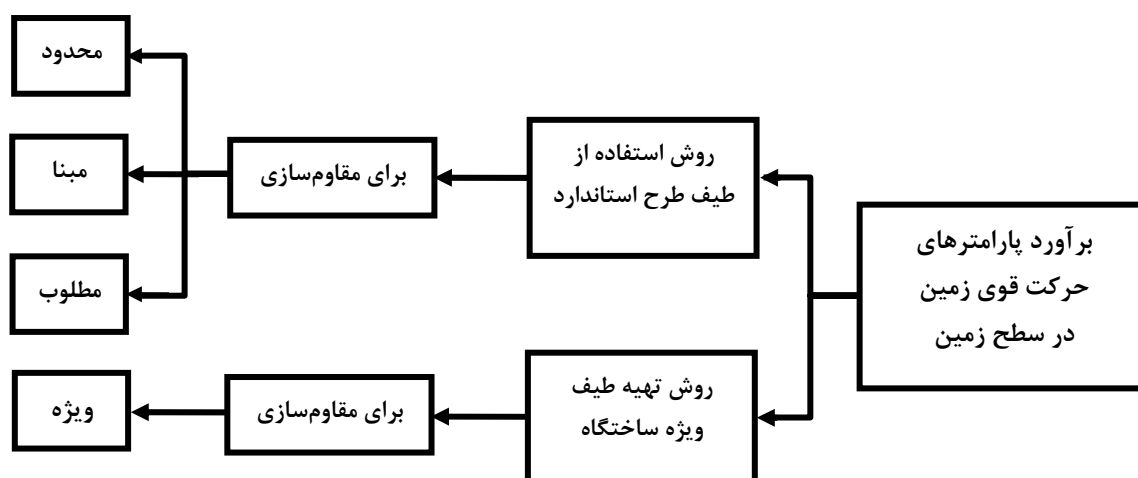 برآورد پارامترهای
حرکت قوی زمین
در سطح زمین
روش استفاده از
طیف طرح استاندارد
برای مقاوم‌سازی
محدود
مبنا
مطلوب
روش تهیه طیف
ویژه ساختگاه
برای مقاوم‌سازی
ویژه